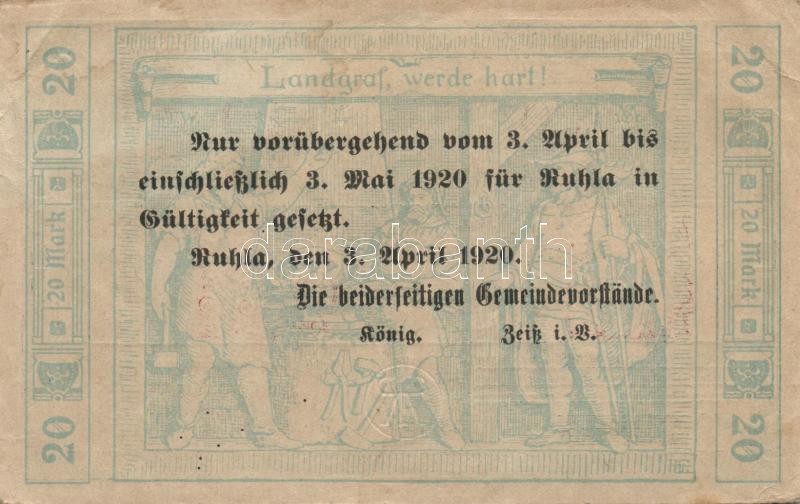 20
20
Landgraf, werde hart!
Nur vorübergehend vom 3. April bis
einschließlich 3. Mai 1920 für Ruhla in
Gültigkeit gesetzt.
Ruhla, den 3. April 1920.
Die beiderseitigen Gemeindevorstände.
König. Zeiß i. V.
20 Mark
20 Mark
20
20
darabanth